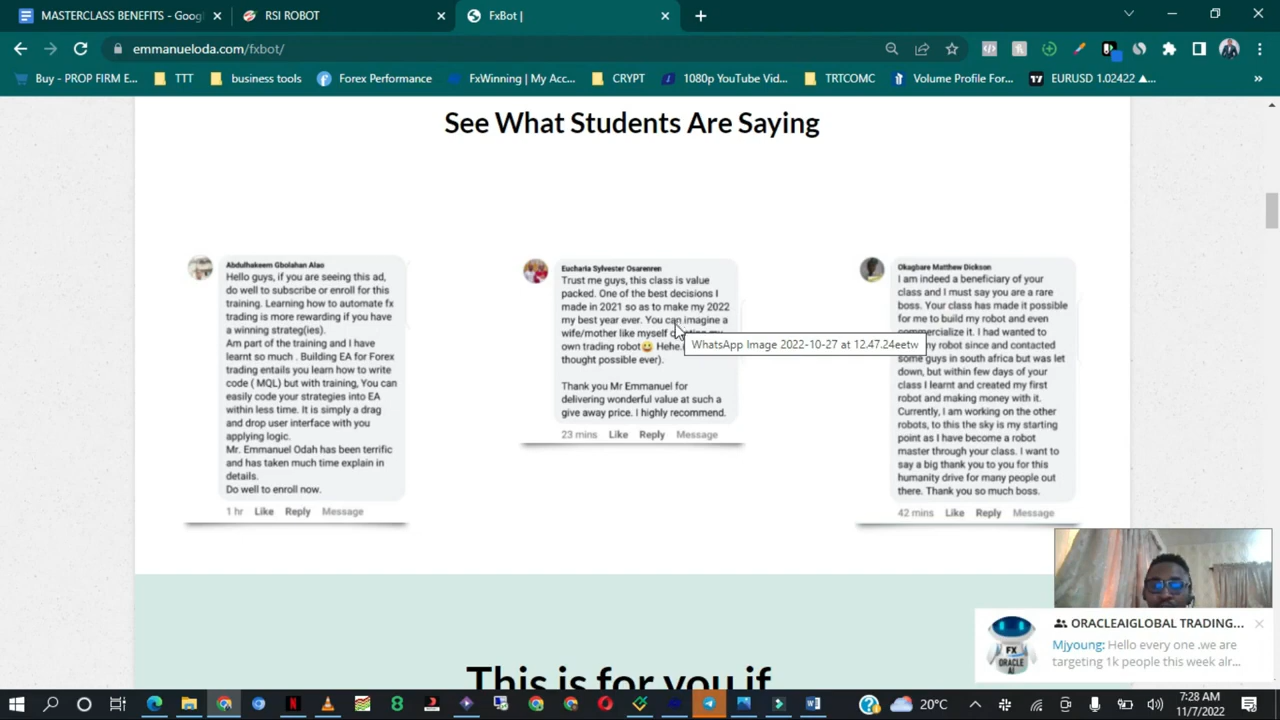 MASTERCLASS BENEFITS - Goog
RSI ROBOT
FxBot |
emmanueloda.com/fxbot/
Buy - PROP FIRM E...
TTT
business tools
Forex Performance
FxWinning | My Acc...
CRYPT
1080p YouTube Vid...
TRTCOMC
Volume Profile For...
EURUSD 1.02422 ▲...
»
See What Students Are Saying
Abdulhakeem Gbolahan Alao
Hello guys, if you are seeing this ad,
do well to subscribe or enroll for this
training. Learning how to automate fx
trading is more rewarding if you have
a winning strateg(ies).
Am part of the training and I have
learnt so much . Building EA for Forex
trading entails you learn how to write
code ( MQL) but with training, You can
easily code your strategies into EA
within less time. It is simply a drag
and drop user interface with you
applying logic.
Mr. Emmanuel Odah has been terrific
and has taken much time explain in
details.
Do well to enroll now.
1 hr Like Reply Message
Eucharia Sylvester Osarenren
Trust me guys, this class is value
packed. One of the best decisions I
made in 2021 so as to make my 2022
my best year ever. You can imagine a
wife/mother like myself my
own trading robot😀 Hehe.
thought possible ever).
Thank you Mr Emmanuel for
delivering wonderful value at such a
give away price. I highly recommend.
23 mins Like Reply Message
WhatsApp Image 2022-10-27 at 12.47.24eetw
Okagbare Matthew Dickson
I am indeed a beneficiary of your
class and I must say you are a rare
boss. Your class has made it possible
for me to build my robot and even
commercialize it. I had wanted to
my robot since and contacted
some guys in south africa but was let
down, but within few days of your
class I learnt and created my first
robot and making money with it.
Currently, I am working on the other
robots, to this the sky is my starting
point as I have become a robot
master through your class. I want to
say a big thank you to you for this
humanity drive for many people out
there. Thank you so much boss.
42 mins Like Reply Message
This is for you if
FX
ORACLE
AI
ORACLEAIGLOBAL TRADING...
Mjyoung: Hello every one .we are
targeting 1k people this week alr...
20°C
7:28 AM
11/7/2022